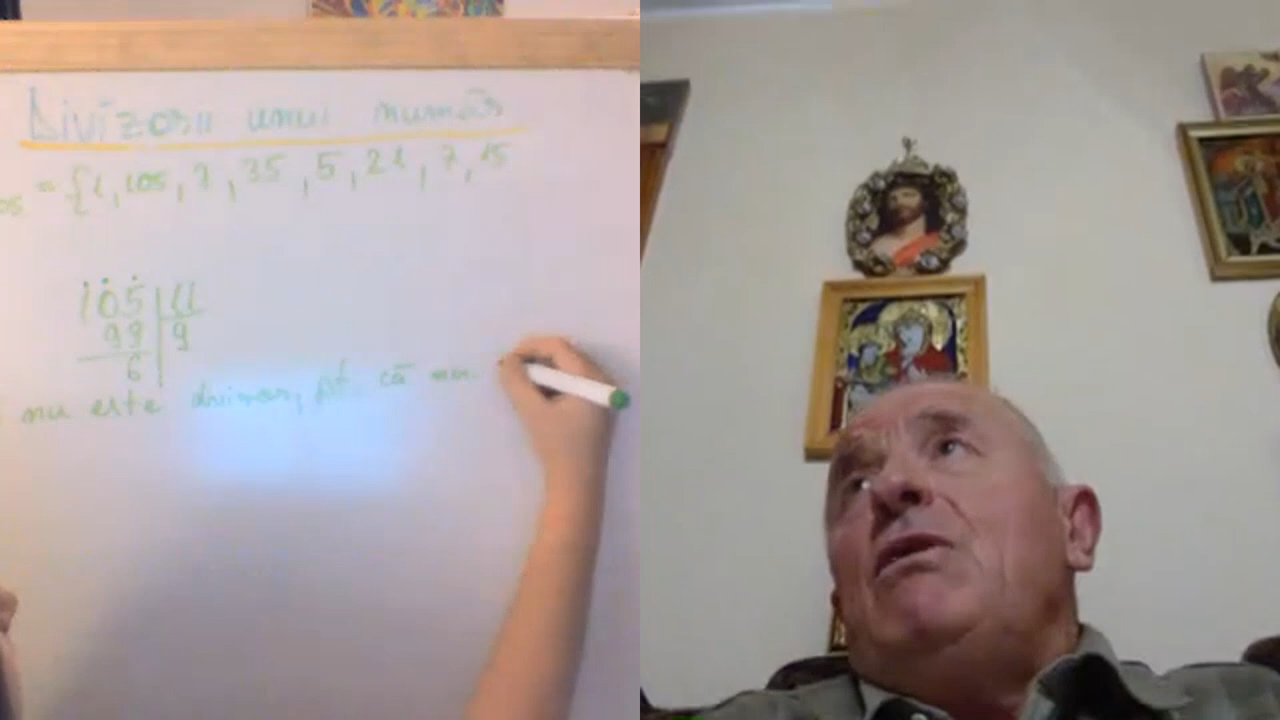 Divizorii unui număr
05 = {1, 105, 3, 35, 5, 21, 7, 15
105 | 11
99 | 9
6
nu este divizor, pt. că nu